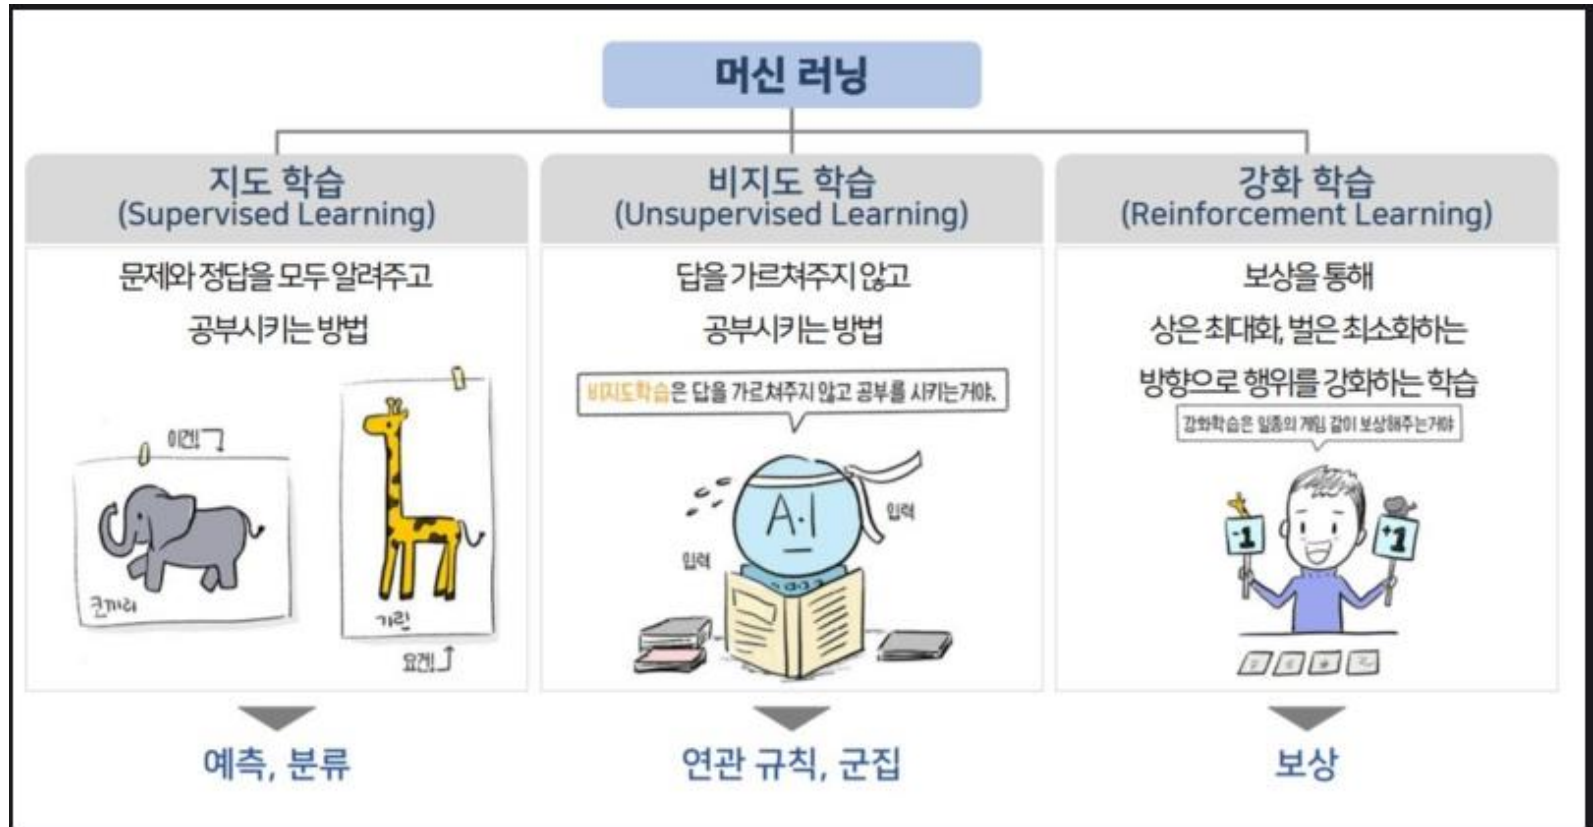 머신 러닝
지도 학습
(Supervised Learning)
문제와 정답을 모두 알려주고
공부시키는 방법
이건!
코끼리
기린
요건!
예측, 분류
비지도 학습
(Unsupervised Learning)
답을 가르쳐주지 않고
공부시키는 방법
비지도학습은 답을 가르쳐주지 않고 공부를 시키는거야.
A.I
입력
입력
연관 규칙, 군집
강화 학습
(Reinforcement Learning)
보상을 통해
상은 최대화, 벌은 최소화하는
방향으로 행위를 강화하는 학습
강화학습은 일종의 게임 같이 보상해주는거야
-1
+1
보상